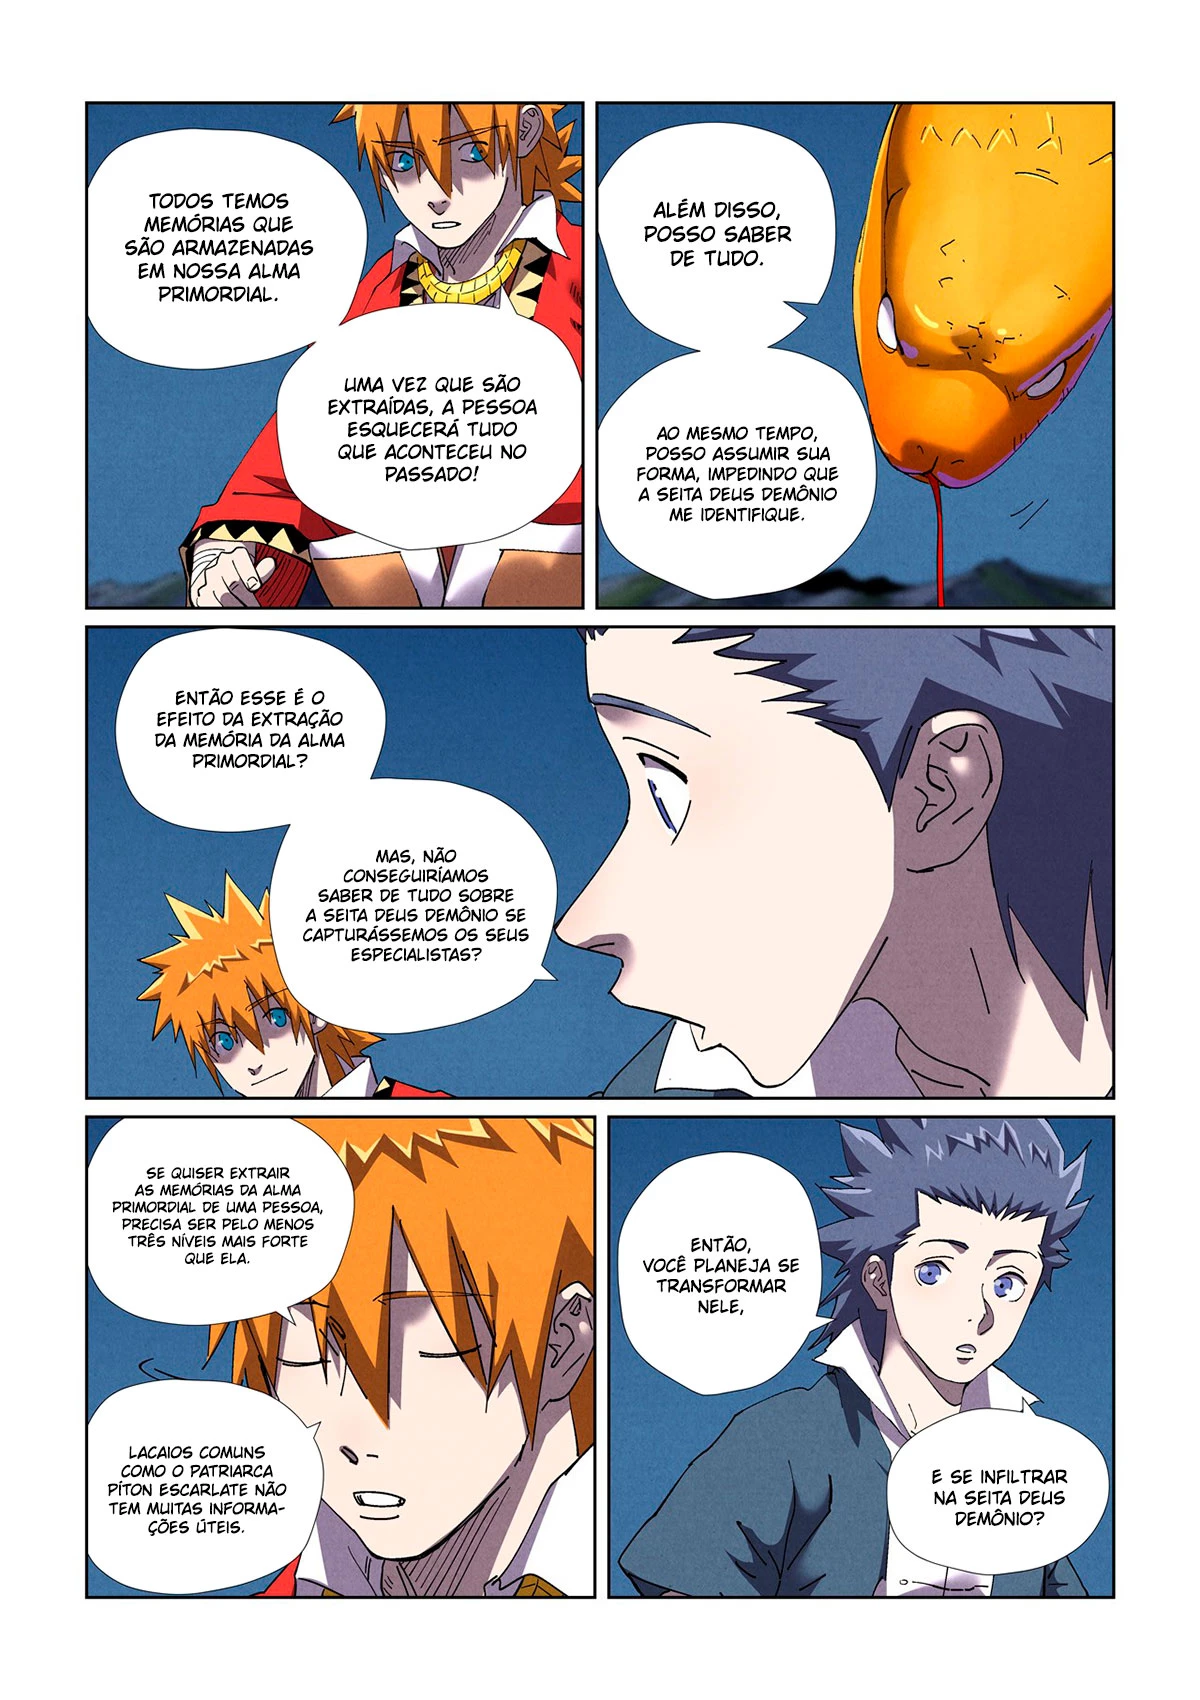 TODOS TEMOS
MEMÓRIAS QUE
SÃO ARMAZENADAS
EM NOSSA ALMA
PRIMORDIAL.
UMA VEZ QUE SÃO
EXTRAÍDAS, A PESSOA
ESQUECERÁ TUDO
QUE ACONTECEU NO
PASSADO!
ALÉM DISSO,
POSSO SABER
DE TUDO.
AO MESMO TEMPO,
POSSO ASSUMIR SUA
FORMA, IMPEDINDO QUE
A SEITA DEUS DEMÔNIO
ME IDENTIFIQUE.
ENTÃO ESSE É O
EFEITO DA EXTRAÇÃO
DA MEMÓRIA DA ALMA
PRIMORDIAL?
MAS, NÃO
CONSEGUIRÍAMOS
SABER DE TUDO SOBRE
A SEITA DEUS DEMÔNIO SE
CAPTURÁSSEMOS OS SEUS
ESPECIALISTAS?
SE QUISER EXTRAIR
AS MEMÓRIAS DA ALMA
PRIMORDIAL DE UMA PESSOA,
PRECISA SER PELO MENOS
TRÊS NÍVEIS MAIS FORTE
QUE ELA.
LACAIOS COMUNS
COMO O PATRIARCA
PÍTON ESCARLATE NÃO
TEM MUITAS INFORMA-
ÇÕES ÚTEIS.
ENTÃO,
VOCÊ PLANEJA SE
TRANSFORMAR
NELE,
E SE INFILTRAR
NA SEITA DEUS
DEMÔNIO?